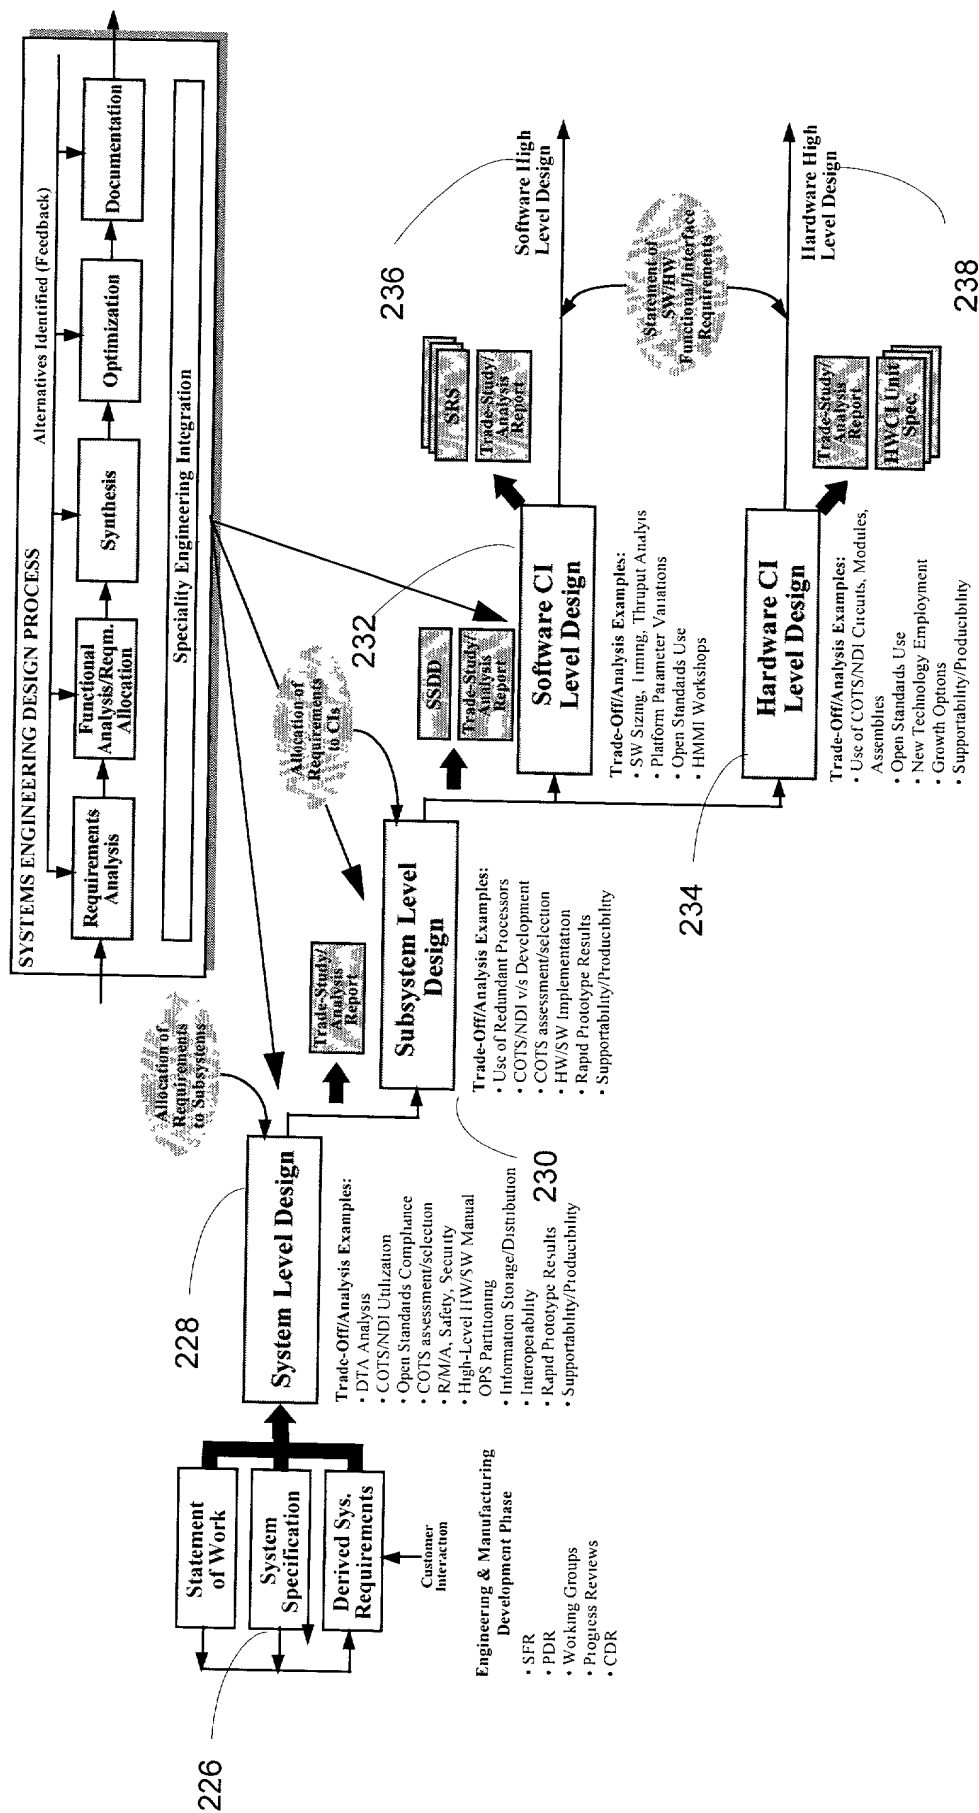 SYSTEMS ENGINEERING DESIGN PROCESS
Alternatives Identified (Feedback)
Requirements
Analysis
Functional
Analysis/Reqm.
Allocation
Synthesis
Optimization
Documentation
Speciality Engineering Integration
226
Statement
of Work
System
Specification
Derived Sys.
Requirements
Customer
Interaction
Engineering & Manufacturing
Development Phase
• SFR
• PDR
• Working Groups
• Progress Reviews
• CDR
228
Allocation of
Requirements
to Subsystems
System Level Design
Trade-Off/Analysis Examples:
• DTA Analysis
• COTS/NDI Utilization
• Open Standards Compliance
• COTS assessment/selection
• R/M/A, Safety, Security
• High-Level HW/SW Manual
OPS Partitioning
• Information Storage/Distribution
• Interoperability
• Rapid Prototype Results
• Supportability/Producibility
Trade-Study/
Analysis
Report
Allocation of
Requirements
to CIs
230
Subsystem Level
Design
Trade-Off/Analysis Examples:
• Use of Redundant Processors
• COTS/NDI v/s Development
• COTS assessment/selection
• HW/SW Implementation
• Rapid Prototype Results
• Supportability/Producibility
SSDD
Trade-Study/
Analysis
Report
232
Software CI
Level Design
Trade-Off/Analysis Examples:
• SW Sizing, Timing, Thruput Analyis
• Platform Parameter Variations
• Open Standards Use
• HMMI Workshops
SRS
Trade-Study/
Analysis
Report
236
Software High
Level Design
Statement of
SW/HW
Functional/Interface
Requirements
234
Hardware CI
Level Design
Trade-Off/Analysis Examples:
• Use of COTS/NDI Circuits, Modules,
Assemblies
• Open Standards Use
• New Technology Employment
• Growth Options
• Supportability/Producibility
Trade-Study/
Analysis
Report
HWCI Unit
Spec.
Hardware High
Level Design
238